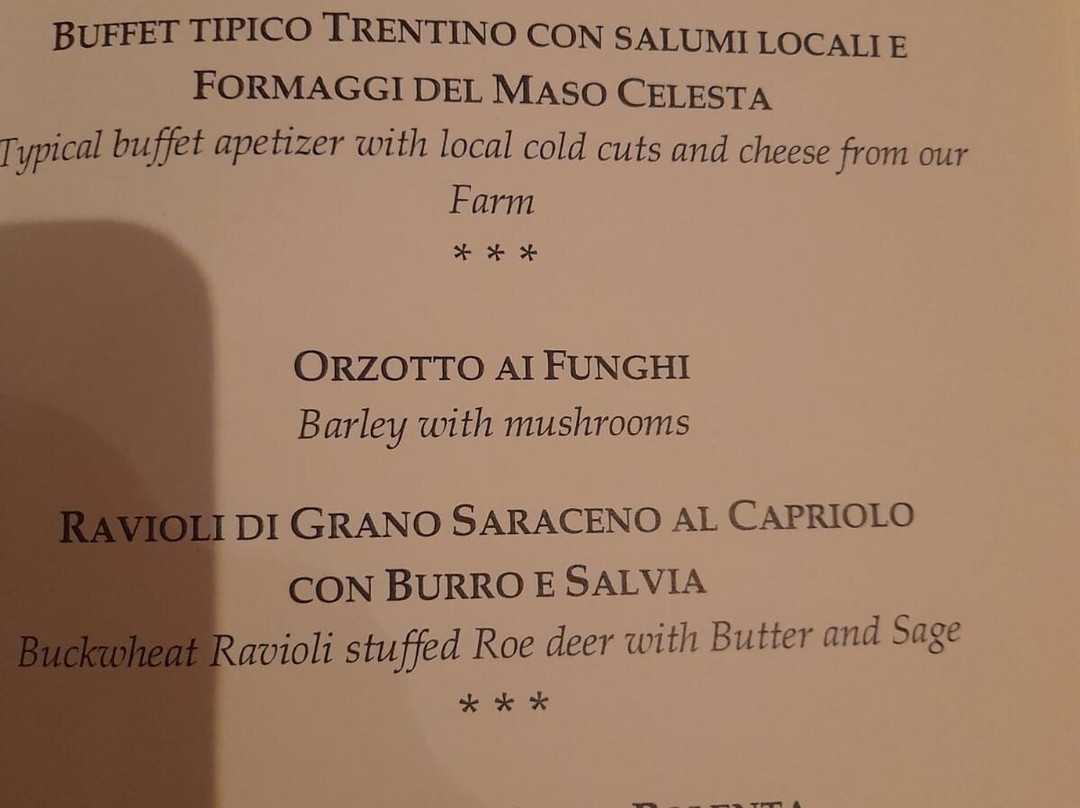 BUFFET TIPICO TRENTINO CON SALUMI LOCALI E
FORMAGGI DEL MASO CELESTA
Typical buffet apetizer with local cold cuts and cheese from our
Farm
* * *
ORZOTTO AI FUNGHI
Barley with mushrooms
RAVIOLI DI GRANO SARACENO AL CAPRIOLO
CON BURRO E SALVIA
Buckwheat Ravioli stuffed Roe deer with Butter and Sage
* * *